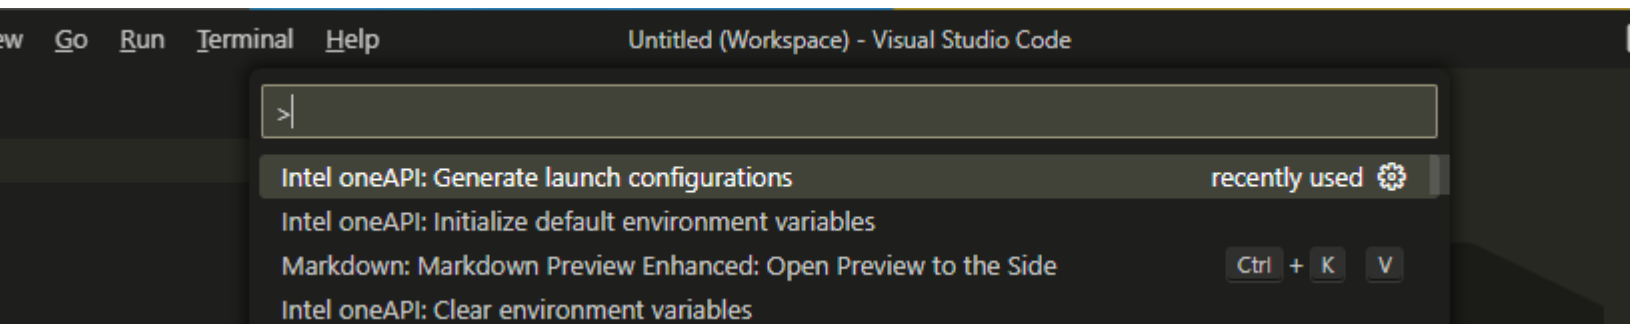 ew Go Run Terminal Help Untitled (Workspace) - Visual Studio Code
>
Intel oneAPI: Generate launch configurations recently used
Intel oneAPI: Initialize default environment variables
Markdown: Markdown Preview Enhanced: Open Preview to the Side Ctrl + K V
Intel oneAPI: Clear environment variables